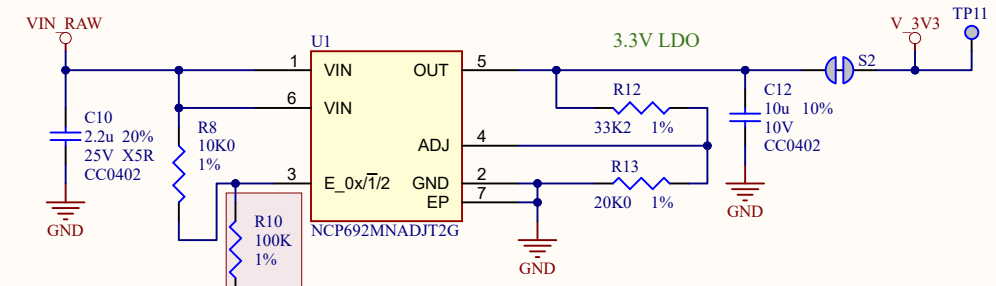 VIN_RAW
U1
3.3V LDO
V_3V3
TP11
1
VIN
OUT
5
S2
6
VIN
R12
33K2 1%
C12
10u 10%
10V
CC0402
C10
2.2u 20%
25V X5R
CC0402
R8
10K0
1%
ADJ
4
3
E_0x/1̅/2
GND
2
EP
7
R13
20K0 1%
NCP692MNADJT2G
R10
100K
1%
GND
GND
GND